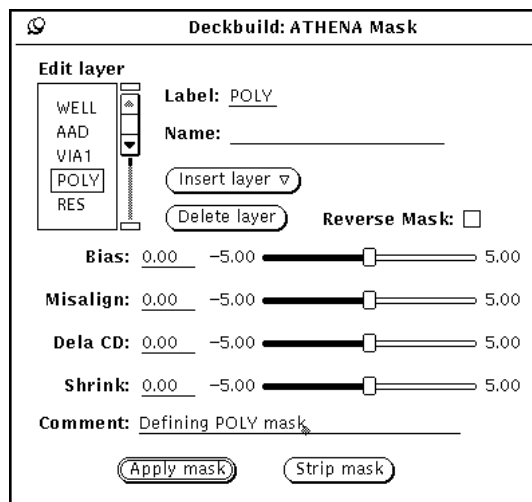 Deckbuild: ATHENA Mask
Edit layer
WELL
AAD
VIA1
POLY
RES
Label: POLY
Name:
Insert layer
Delete layer
Reverse Mask:
Bias: 0.00 -5.00 5.00
Misalign: 0.00 -5.00 5.00
Dela CD: 0.00 -5.00 5.00
Shrink: 0.00 -5.00 5.00
Comment: Defining POLY mask
Apply mask Strip mask